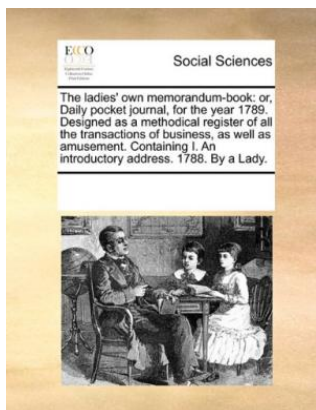 ECCO
Social Sciences
The ladies' own memorandum-book: or,
Daily pocket journal, for the year 1789.
Designed as a methodical register of all
the transactions of business, as well as
amusement. Containing I. An
introductory address. 1788. By a Lady.